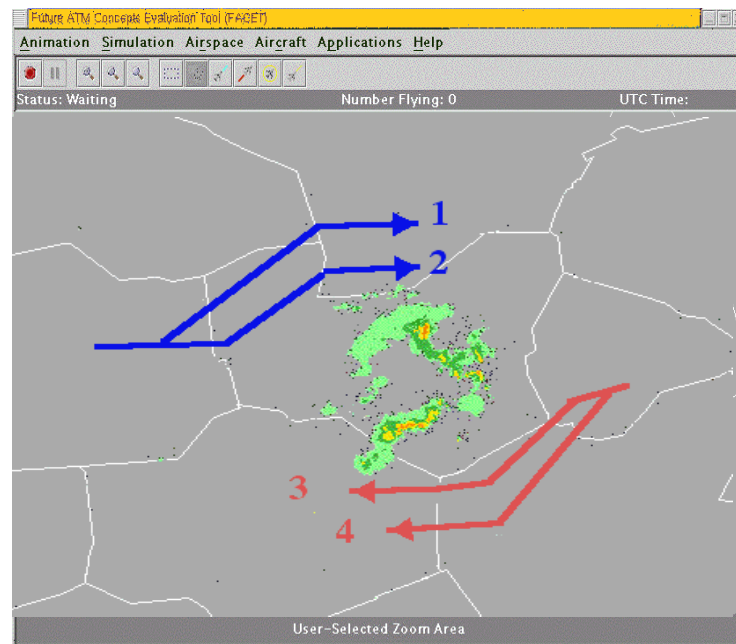 Future ATM Concepts Evaluation Tool (FACET)
Animation Simulation Airspace Aircraft Applications Help
Status: Waiting Number Flying: 0 UTC Time:
1
2
3
4
User-Selected Zoom Area